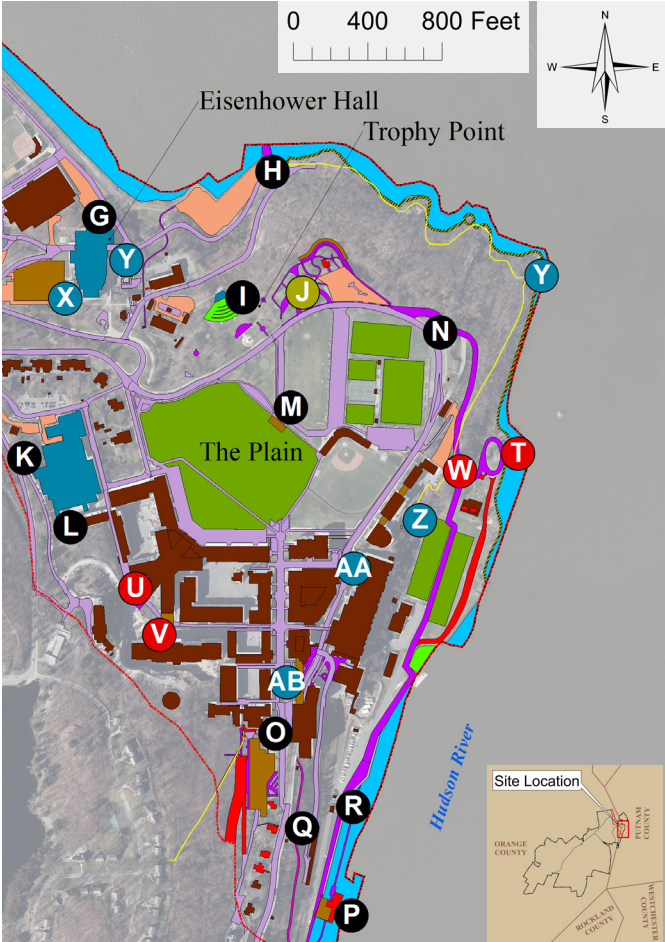 0 400 800 Feet
N
W E
S
Eisenhower Hall
Trophy Point
H
G
Y
Y
X
I
J
N
M
The Plain
K
T
W
L
Z
AA
U
V
AB
O
Hudson River
R
Q
P
Site Location
ORANGE
COUNTY
PUTNAM
COUNTY
ROCKLAND
COUNTY
WESTCHESTER
COUNTY